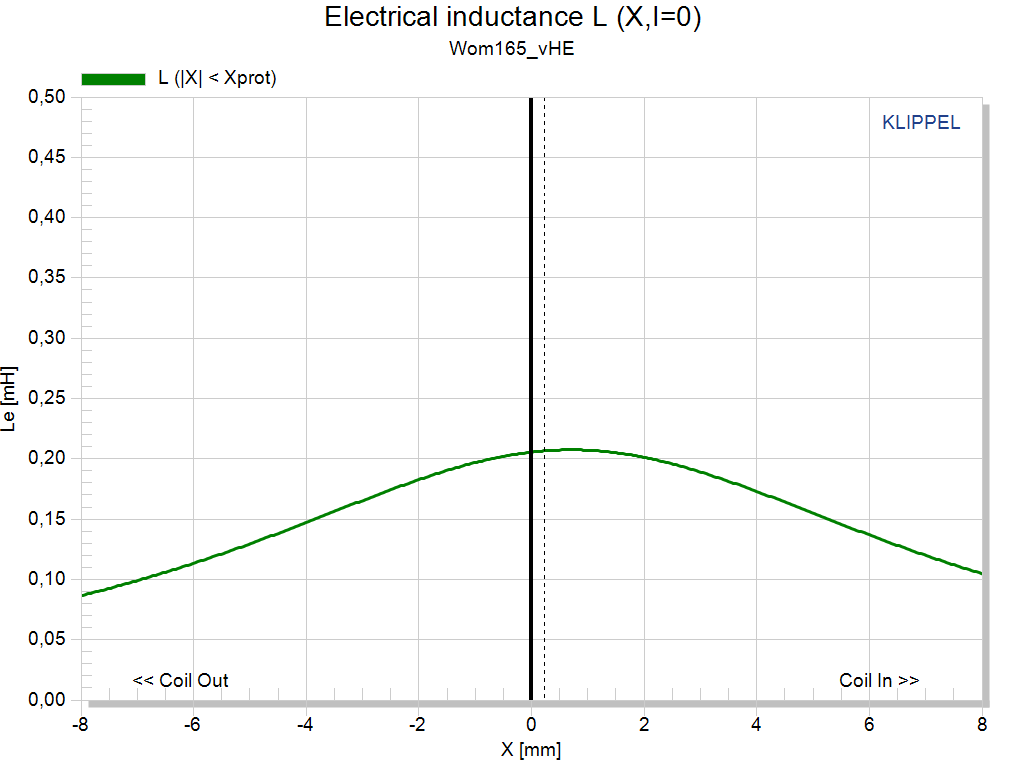 Electrical inductance L (X,I=0)
Wom165_vHE
L (|X| < Xprot)
KLIPPEL
0,50
0,45
0,40
0,35
0,30
0,25
0,20
0,15
0,10
0,05
0,00
Le [mH]
<< Coil Out
Coil In >>
-8 -6 -4 -2 0 2 4 6 8
X [mm]